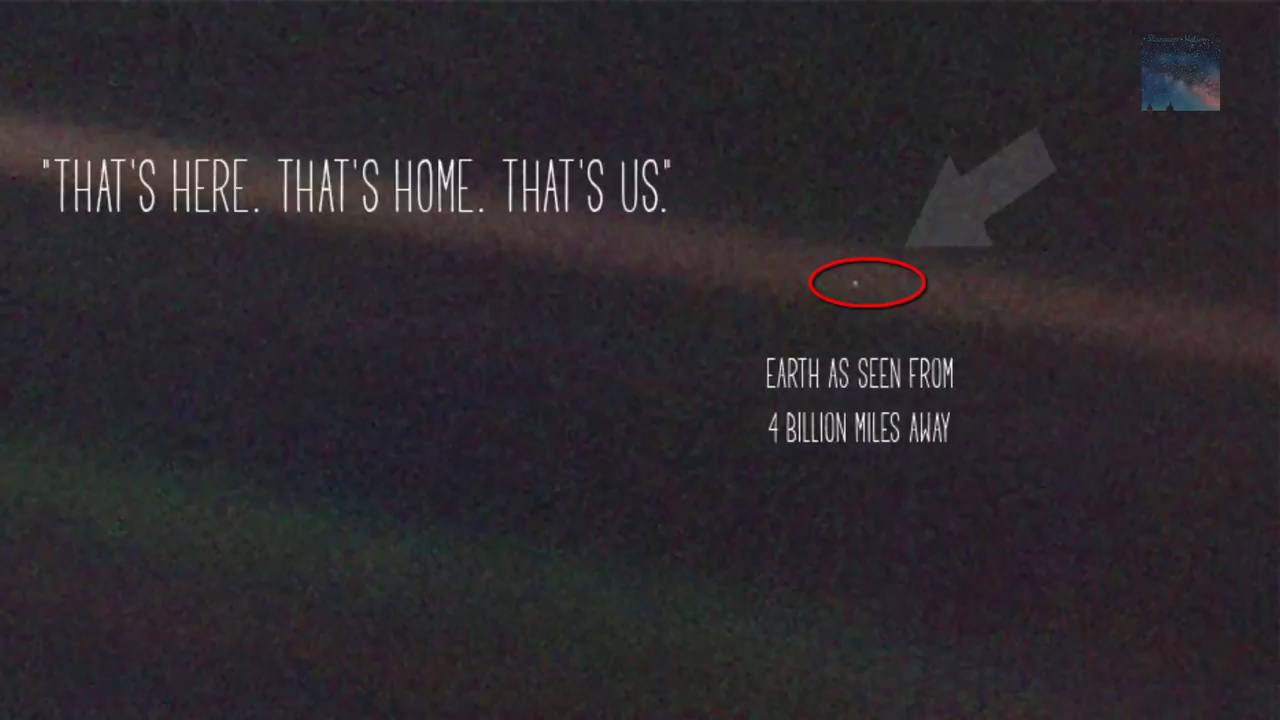 "THAT'S HERE. THAT'S HOME. THAT'S US."
EARTH AS SEEN FROM
4 BILLION MILES AWAY